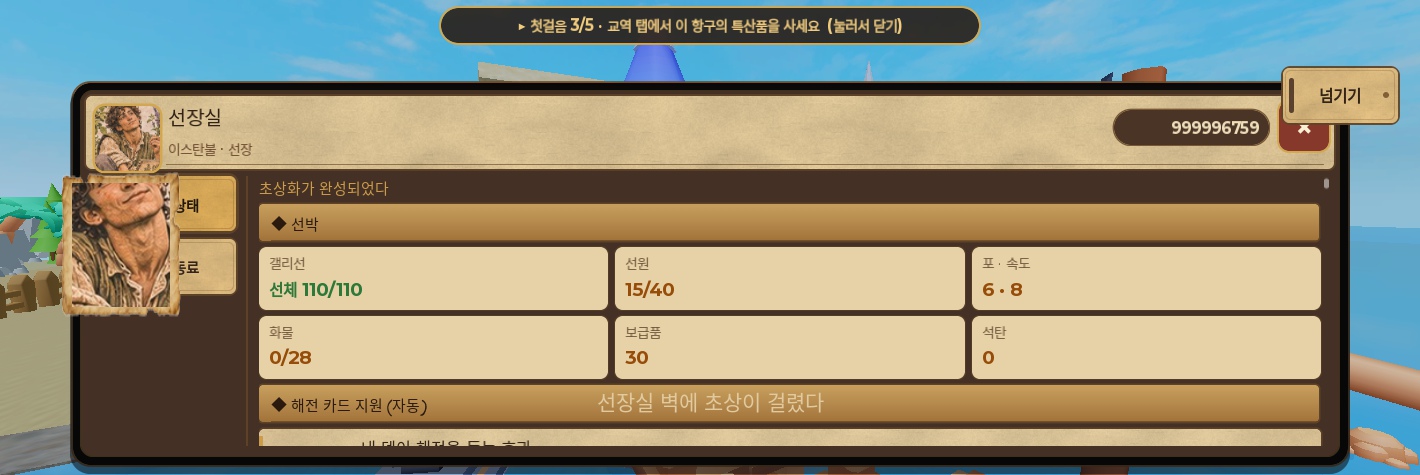 ▸ 첫걸음 3/5 · 교역 탭에서 이 항구의 특산품을 사세요 (눌러서 닫기)
넘기기
선장실
이스탄불 · 선장
999996759
초상화가 완성되었다
◆ 선박
갤리선
선체 110/110
선원
15/40
포 · 속도
6 · 8
화물
0/28
보급품
30
석탄
0
◆ 해전 카드 지원 (자동)
선장실 벽에 초상이 걸렸다